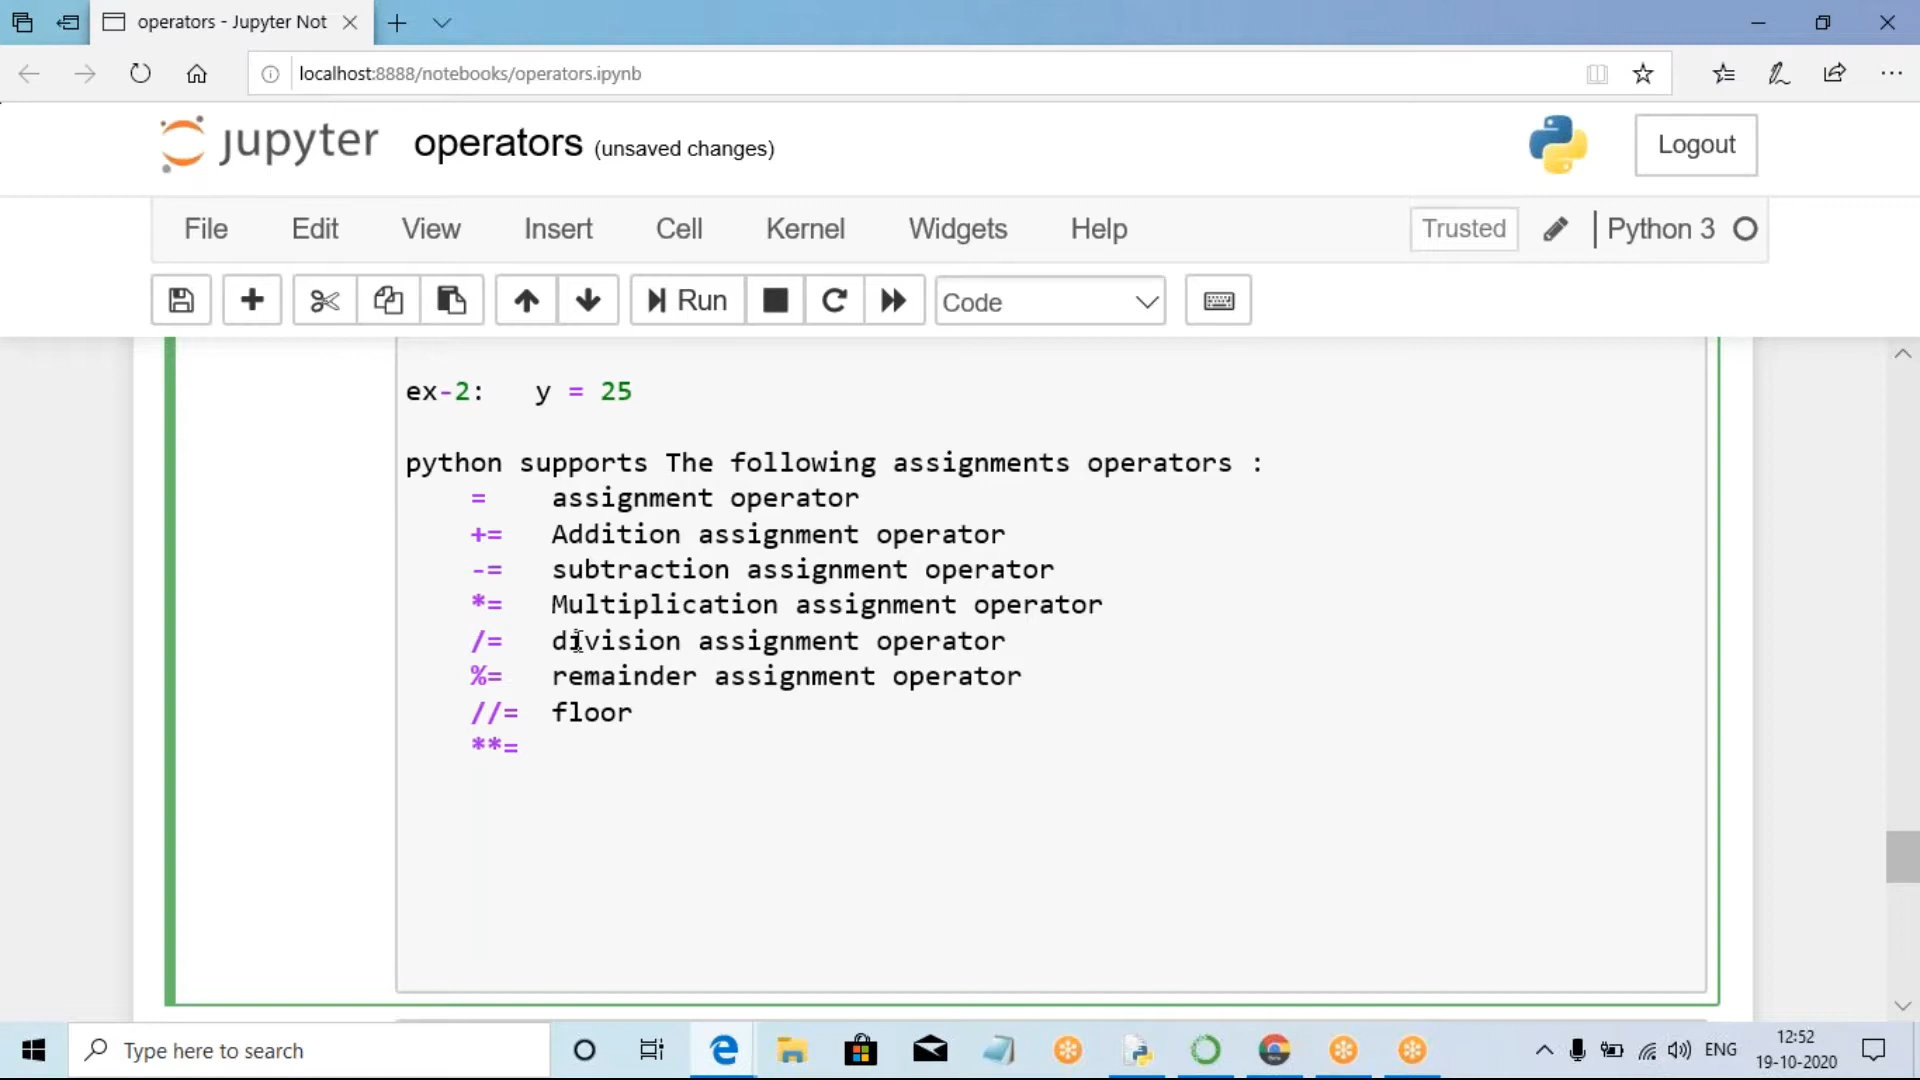 operators - Jupyter Not
localhost:8888/notebooks/operators.ipynb
jupyter operators (unsaved changes)
Logout
File Edit View Insert Cell Kernel Widgets Help Trusted Python 3
Run Code
ex-2: y = 25
python supports The following assignments operators :
= assignment operator
+= Addition assignment operator
-= subtraction assignment operator
*= Multiplication assignment operator
/= division assignment operator
%= remainder assignment operator
//= floor
**=
Type here to search
ENG
12:52
19-10-2020